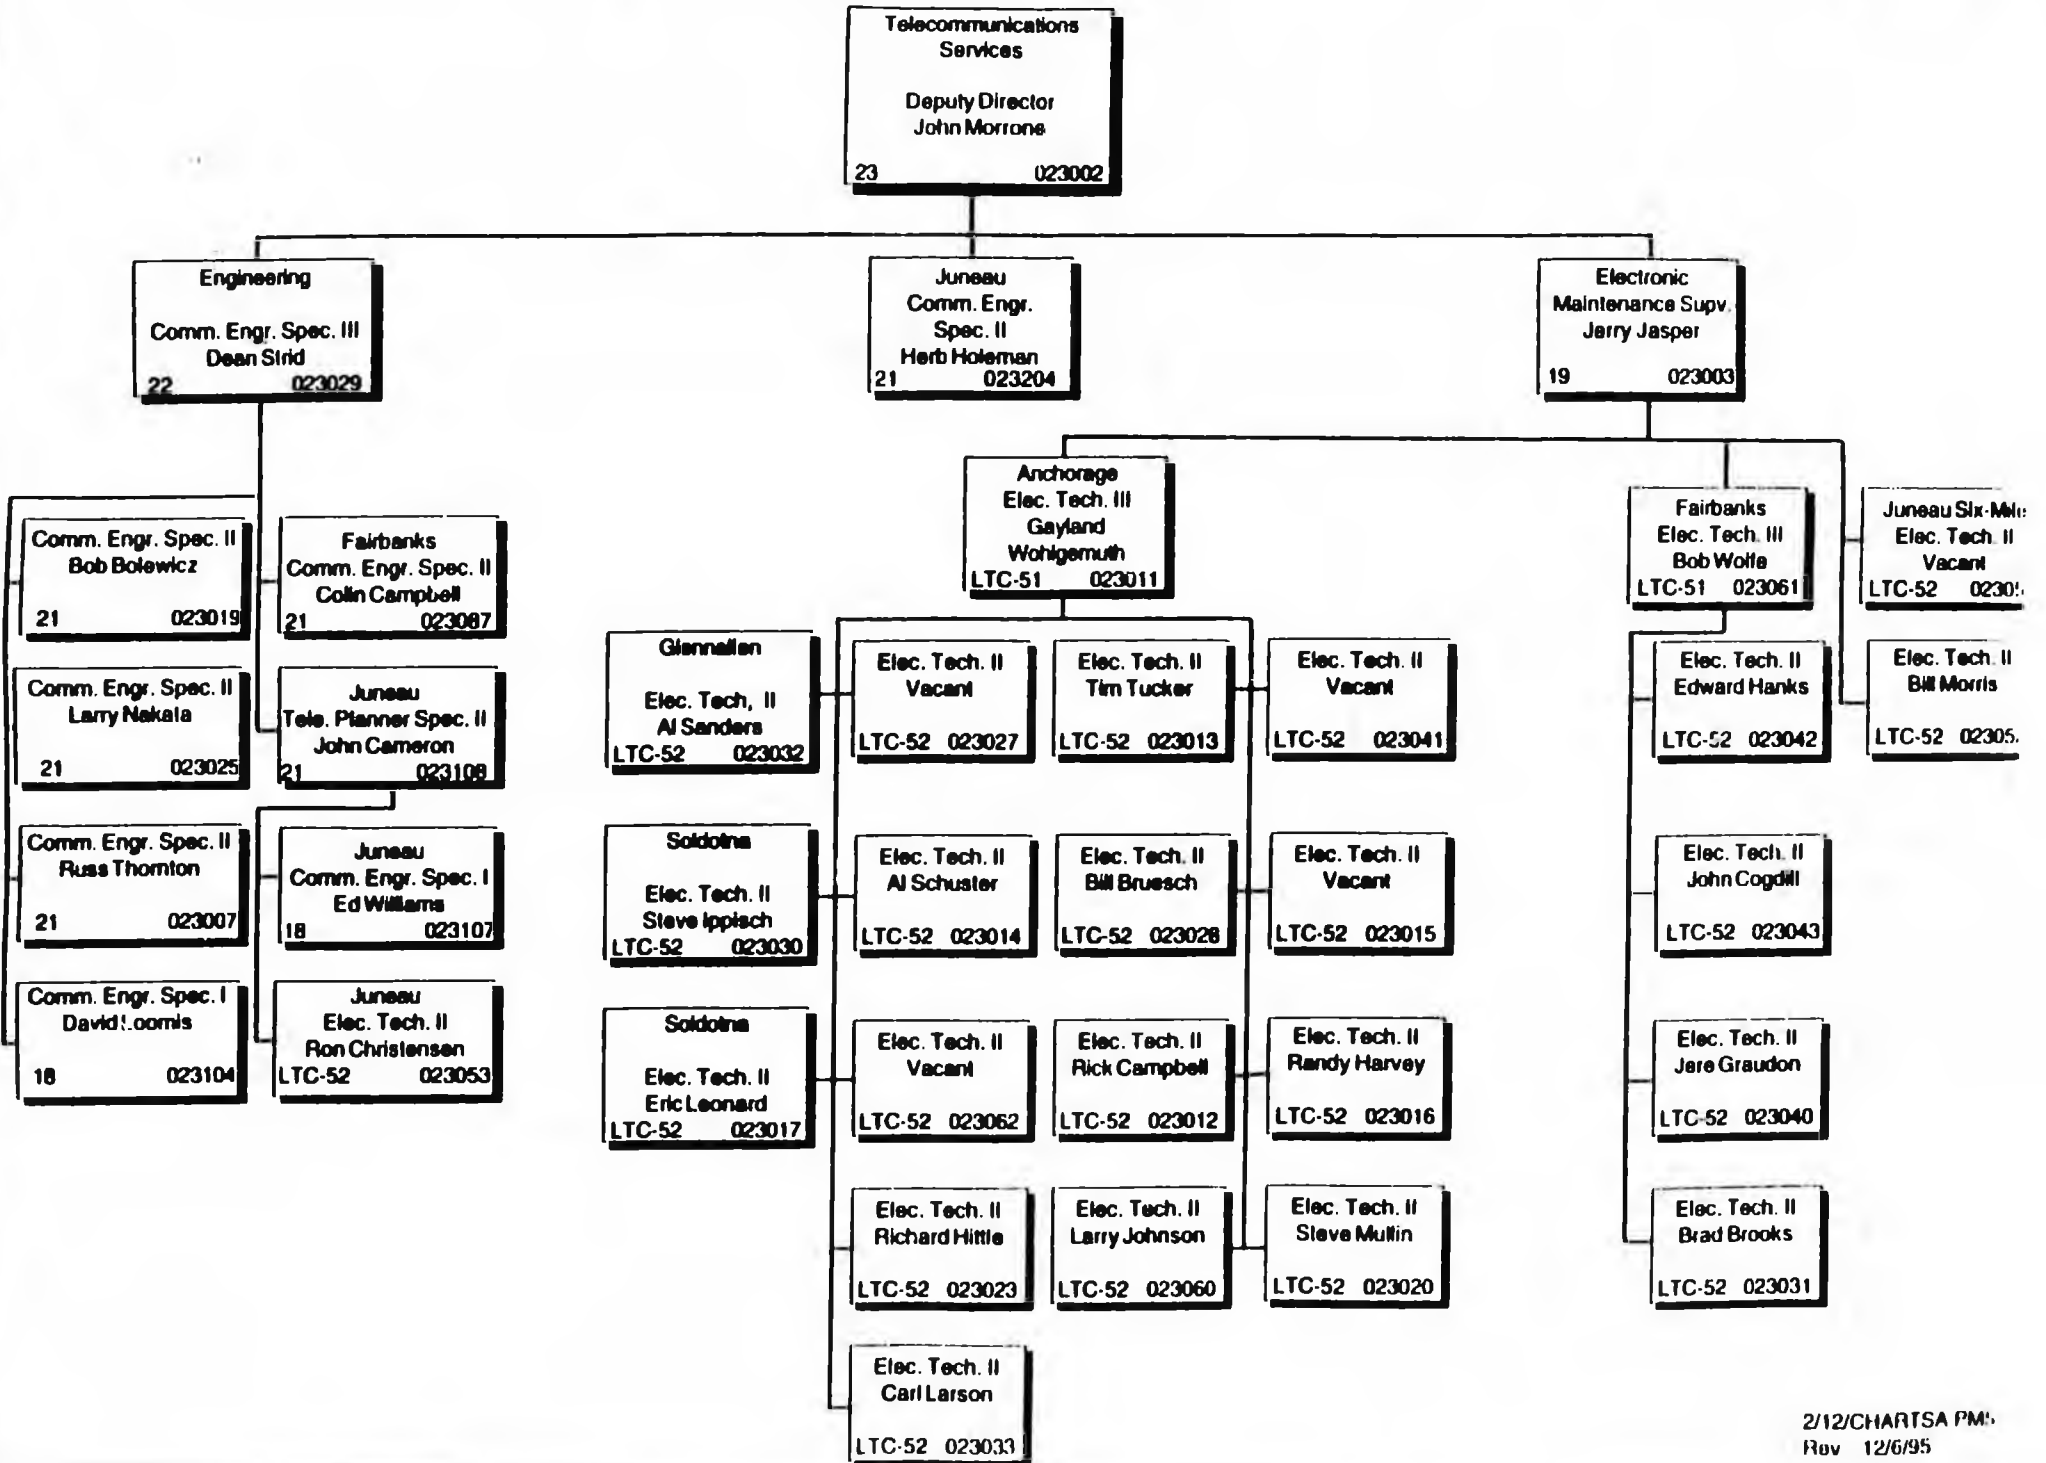 Telecommunications
Services
Deputy Director
John Morrone
23 023002
Engineering
Comm. Engr. Spec. III
Dean Strid
22 023029
Juneau
Comm. Engr.
Spec. II
Herb Holeman
21 023204
Electronic
Maintenance Supv.
Jerry Jasper
19 023003
Comm. Engr. Spec. II
Bob Bolewicz
21 023019
Fairbanks
Comm. Engr. Spec. II
Colin Campbell
21 023087
Comm. Engr. Spec. II
Larry Nakata
21 023025
Juneau
Tele. Planner Spec. II
John Cameron
21 023108
Comm. Engr. Spec. II
Russ Thornton
21 023007
Juneau
Comm. Engr. Spec. I
Ed Williams
18 023107
Comm. Engr. Spec. I
David Loomis
18 023104
Juneau
Elec. Tech. II
Ron Christensen
LTC-52 023053
Anchorage
Elec. Tech. III
Gayland
Wohlgemuth
LTC-51 023011
Glennallen
Elec. Tech, II
Al Sanders
LTC-52 023032
Elec. Tech. II
Vacant
LTC-52 023027
Elec. Tech. II
Tim Tucker
LTC-52 023013
Elec. Tech. II
Vacant
LTC-52 023041
Soldotna
Elec. Tech. II
Steve Ippisch
LTC-52 023030
Elec. Tech. II
Al Schuster
LTC-52 023014
Elec. Tech. II
Bill Bruesch
LTC-52 023028
Elec. Tech. II
Vacant
LTC-52 023015
Soldotna
Elec. Tech. II
Eric Leonard
LTC-52 023017
Elec. Tech. II
Vacant
LTC-52 023062
Elec. Tech. II
Rick Campbell
LTC-52 023012
Elec. Tech. II
Randy Harvey
LTC-52 023016
Elec. Tech. II
Richard Hittle
LTC-52 023023
Elec. Tech. II
Larry Johnson
LTC-52 023060
Elec. Tech. II
Steve Mullin
LTC-52 023020
Elec. Tech. II
Carl Larson
LTC-52 023033
Fairbanks
Elec. Tech. III
Bob Wolfe
LTC-51 023061
Juneau Six-Mile
Elec. Tech. II
Vacant
LTC-52
Elec. Tech. II
Edward Hanks
LTC-52 023042
Elec. Tech. II
Bill Morris
LTC-52
Elec. Tech. II
John Cogdill
LTC-52 023043
Elec. Tech. II
Jere Graudon
LTC-52 023040
Elec. Tech. II
Brad Brooks
LTC-52 023031
2/12/CHARTSA
Rev 12/6/95